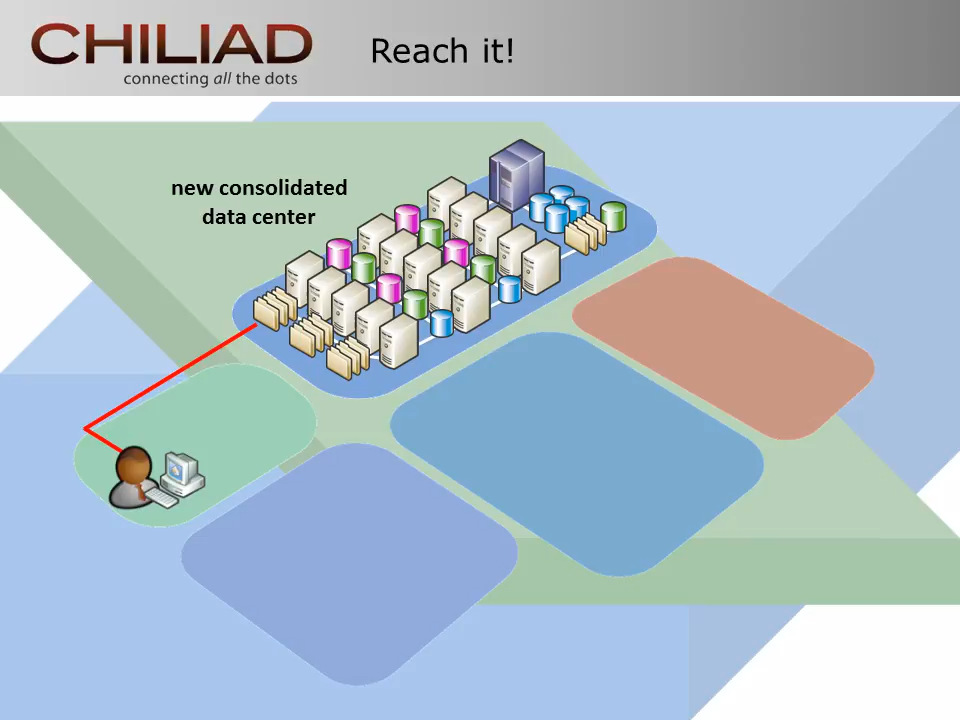 CHILIAD
connecting all the dots
Reach it!
new consolidated
data center